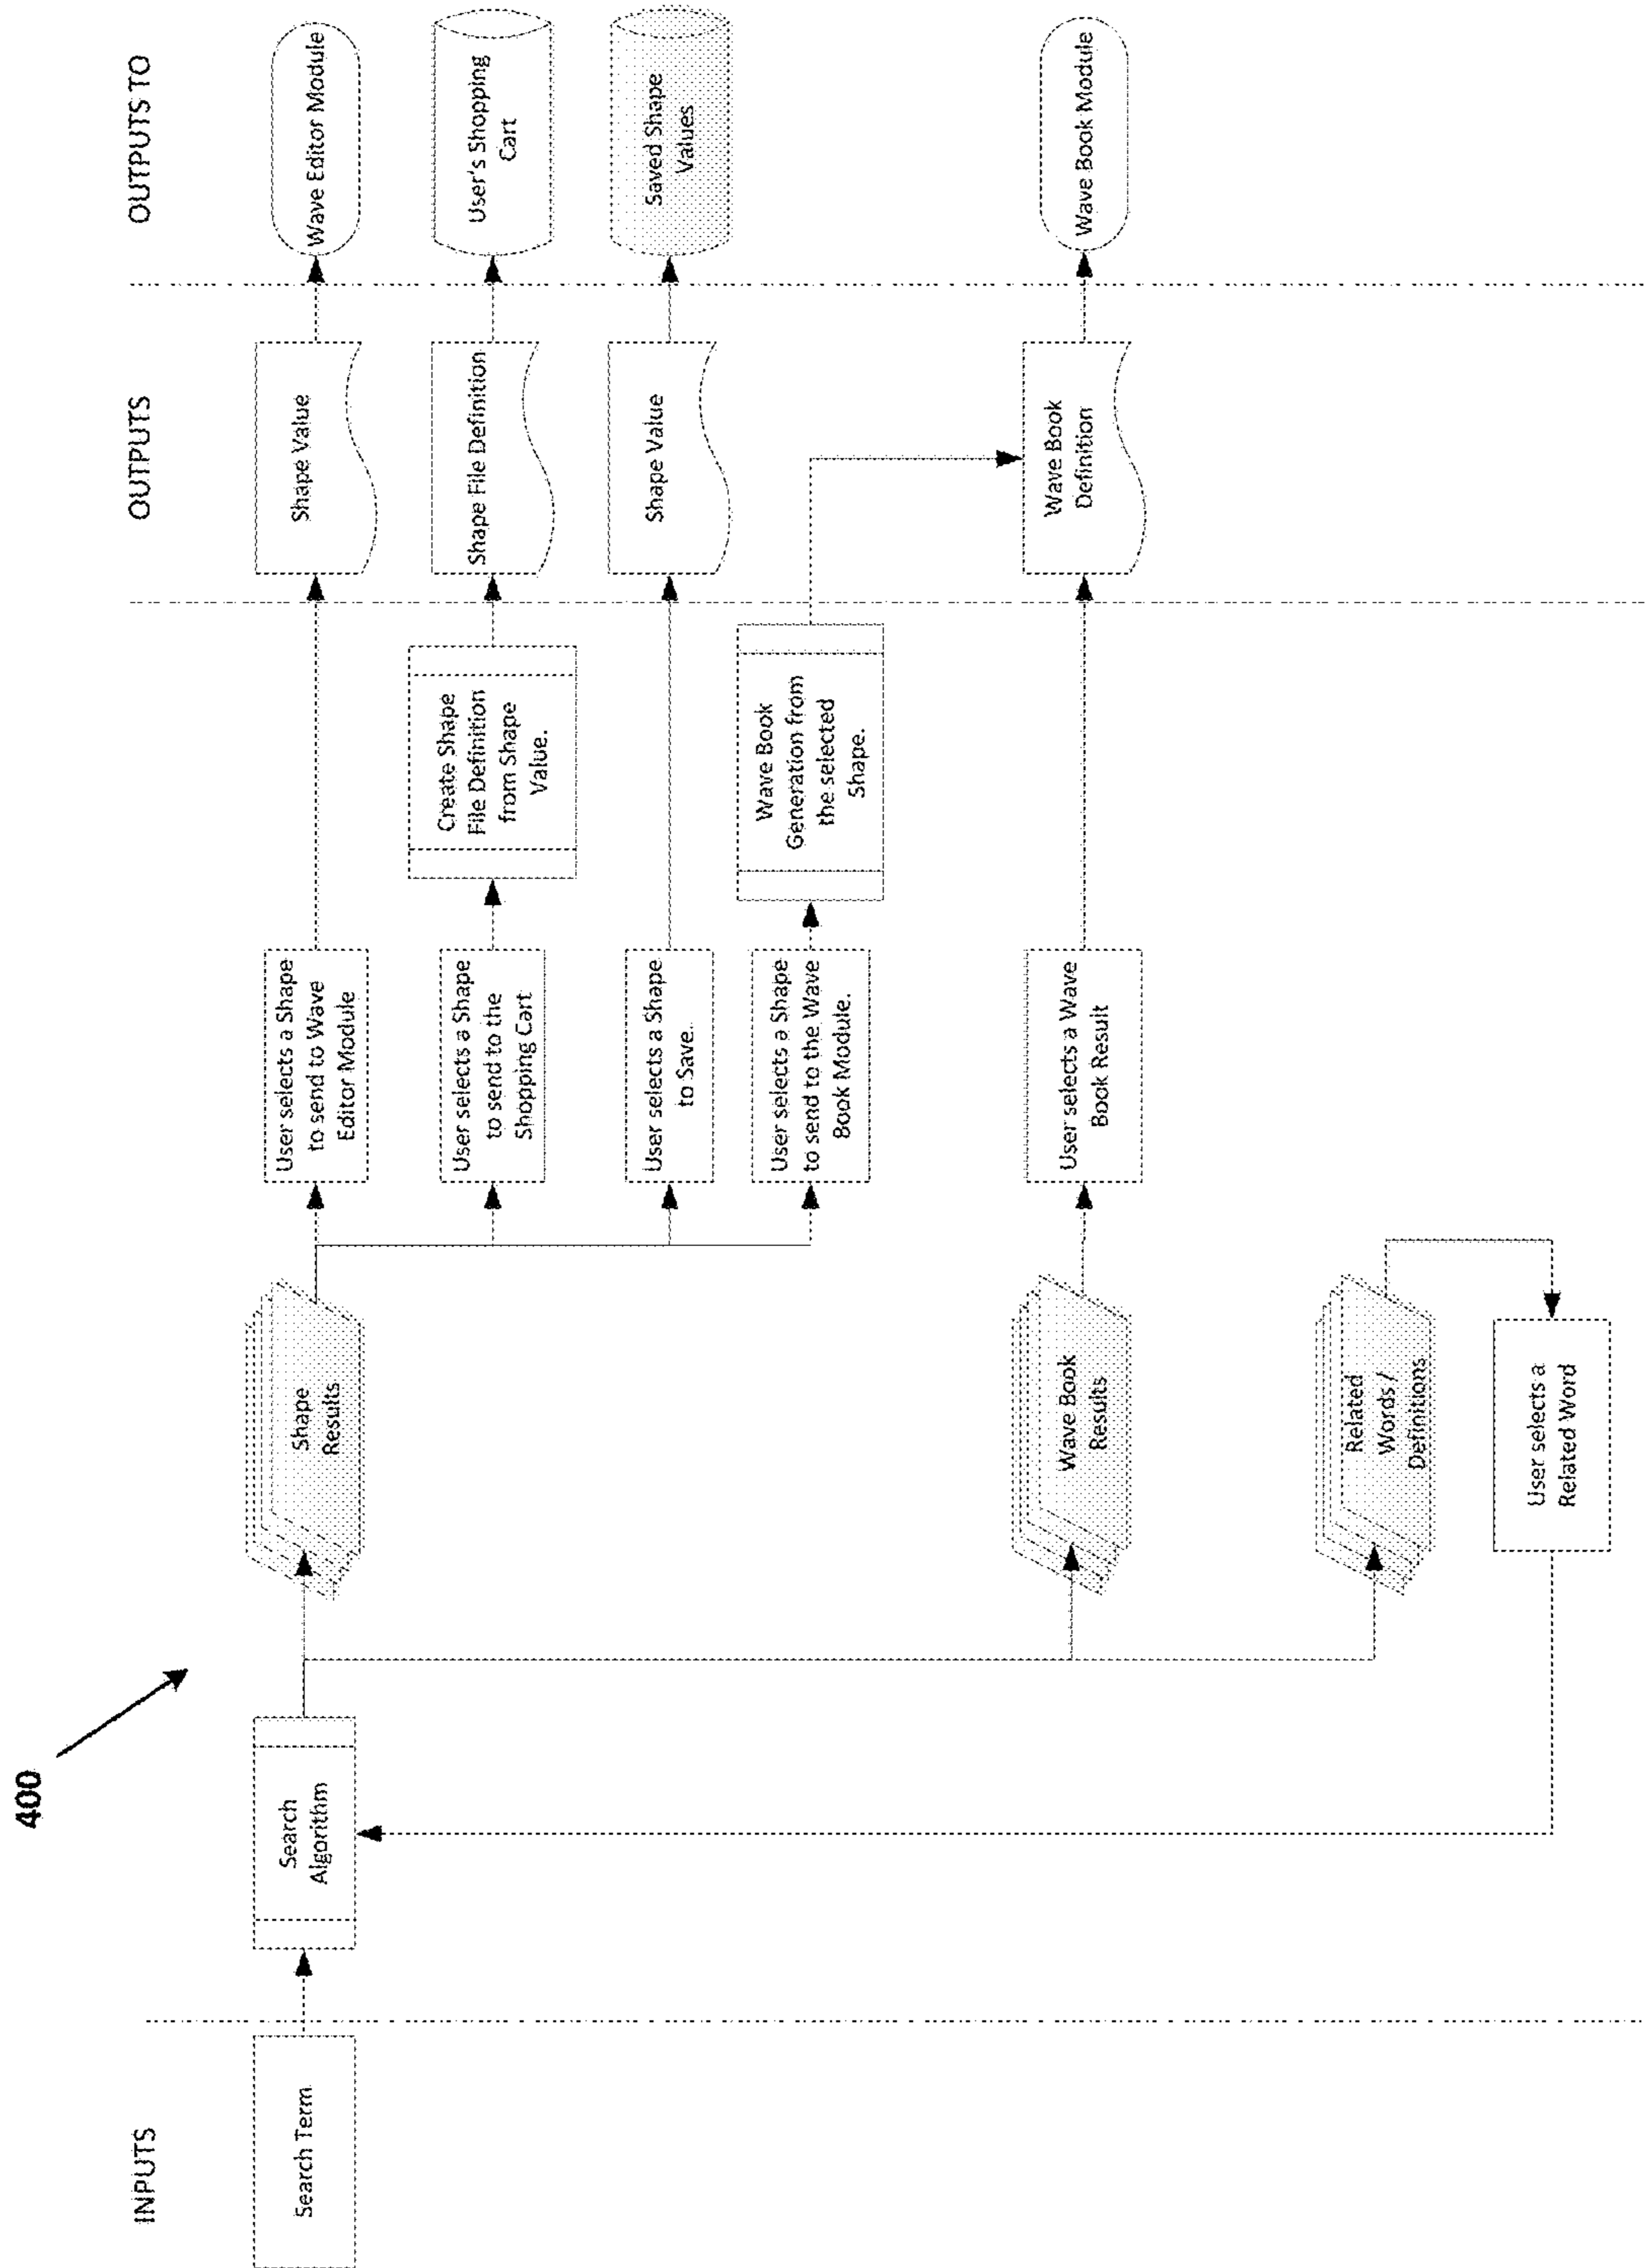 400
INPUTS
OUTPUTS
OUTPUTS TO
Search Term
Search
Algorithm
Shape
Results
User selects a Shape
to send to Wave
Editor Module
Shape Value
Wave Editor Module
User selects a Shape
to send to the
Shopping Cart
Create Shape
File Definition
from Shape
Value.
Shape File Definition
User's Shopping
Cart
User selects a Shape
to Save.
Shape Value
Saved Shape
Values
User selects a Shape
to send to the Wave
Book Module.
Wave Book
Generation from
the selected
Shape.
Wave Book
Results
User selects a Wave
Book Result
Wave Book
Definition
Wave Book Module
Related
Words /
Definitions
User selects a
Related Word